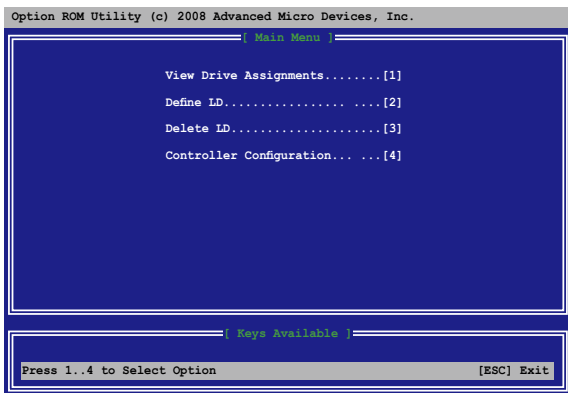 Option ROM Utility (c) 2008 Advanced Micro Devices, Inc.
[ Main Menu ]
View Drive Assignments........[1]
Define LD................ ....[2]
Delete LD.....................[3]
Controller Configuration... ...[4]
[ Keys Available ]
Press 1..4 to Select Option [ESC] Exit